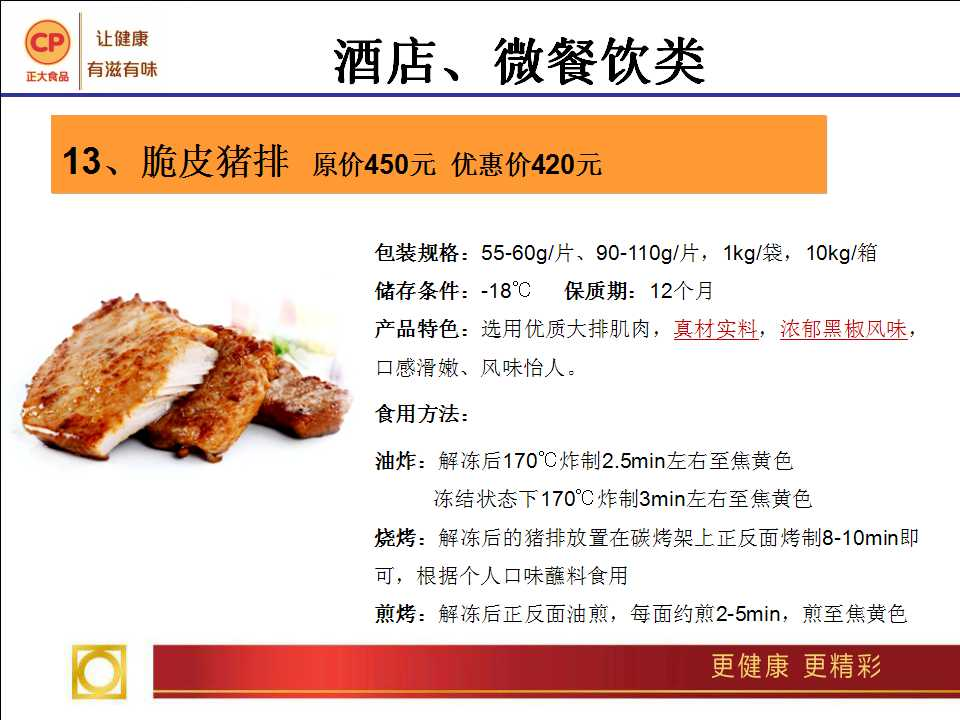 CP
正大食品
让健康
有滋有味
酒店、微餐饮类
13、脆皮猪排 原价450元 优惠价420元
包装规格：55-60g/片、90-110g/片，1kg/袋，10kg/箱
储存条件：-18℃ 保质期：12个月
产品特色：选用优质大排肌肉，真材实料，浓郁黑椒风味，
口感滑嫩、风味怡人。
食用方法：
油炸：解冻后170℃炸制2.5min左右至焦黄色
冻结状态下170℃炸制3min左右至焦黄色
烧烤：解冻后的猪排放置在碳烤架上正反面烤制8-10min即
可，根据个人口味蘸料食用
煎烤：解冻后正反面油煎，每面约煎2-5min，煎至焦黄色
更健康 更精彩